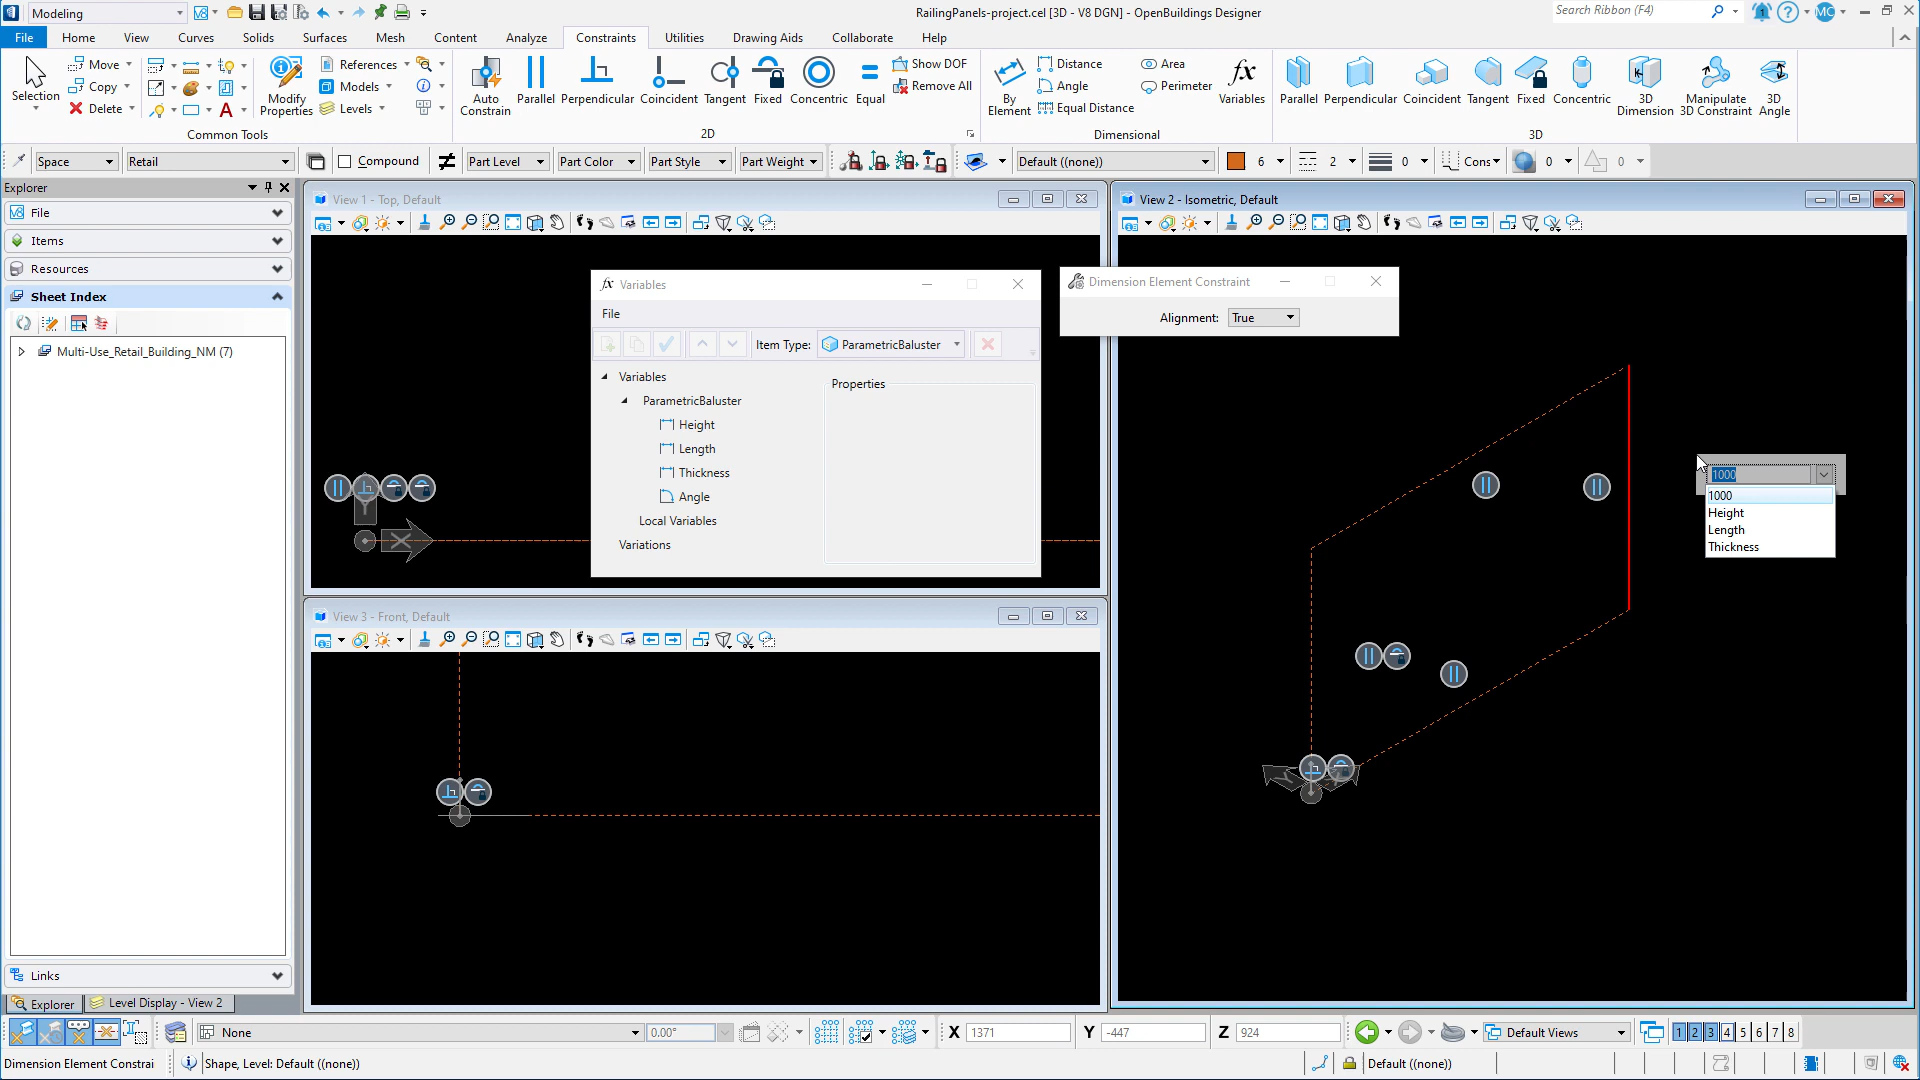 Modeling
RailingPanels-project.cel [3D - V8 DGN] - OpenBuildings Designer
Search Ribbon (F4)
MC
File Home View Curves Solids Surfaces Mesh Content Analyze Constraints Utilities Drawing Aids Collaborate Help
Selection
Move
Copy
Delete
Modify Properties
References
Models
Levels
Common Tools
Auto Constrain
Parallel
Perpendicular
Coincident
Tangent
Fixed
Concentric
Equal
Show DOF
Remove All
2D
By Element
Distance
Angle
Equal Distance
Area
Perimeter
Variables
Dimensional
Parallel
Perpendicular
Coincident
Tangent
Fixed
Concentric
3D Dimension
Manipulate 3D Constraint
3D Angle
3D
Space Retail Compound Part Level Part Color Part Style Part Weight Default ((none)) 6 2 0 Cons 0 0
Explorer
File
Items
Resources
Sheet Index
Multi-Use_Retail_Building_NM (7)
Links
Explorer Level Display - View 2
View 1 - Top, Default
Y
X
View 3 - Front, Default
View 2 - Isometric, Default
Variables
File
Item Type: ParametricBaluster
Variables
ParametricBaluster
Height
Length
Thickness
Angle
Local Variables
Variations
Properties
Dimension Element Constraint
Alignment: True
1000
1000
Height
Length
Thickness
None 0.00° X 1371 Y -447 Z 924 Default Views 1 2 3 4 5 6 7 8
Dimension Element Constrai Shape, Level: Default ((none)) Default ((none))